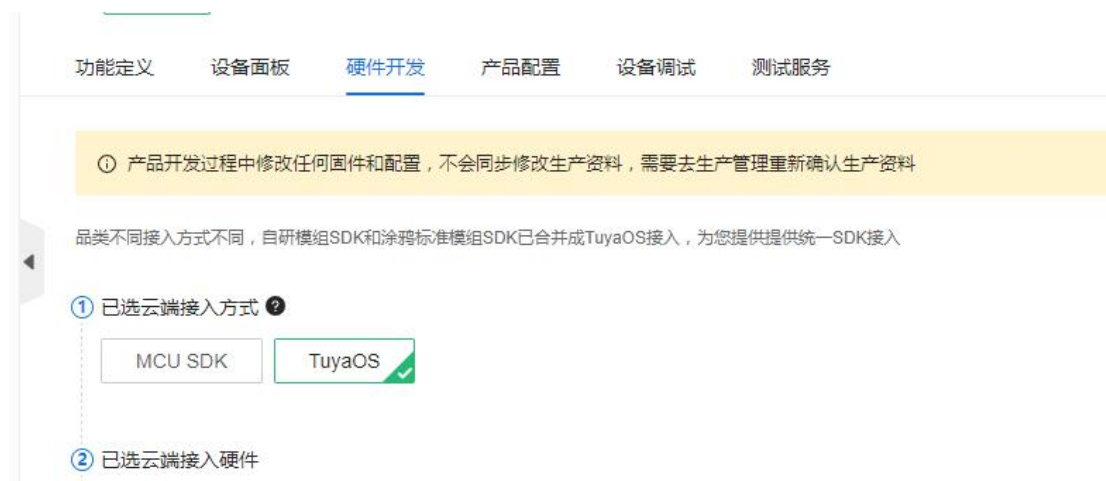 功能定义 设备面板 硬件开发 产品配置 设备调试 测试服务
产品开发过程中修改任何固件和配置，不会同步修改生产资料，需要去生产管理重新确认生产资料
品类不同接入方式不同，自研模组SDK和涂鸦标准模组SDK已合并成TuyaOS接入，为您提供提供统一SDK接入
1 已选云端接入方式 ?
MCU SDK TuyaOS
2 已选云端接入硬件